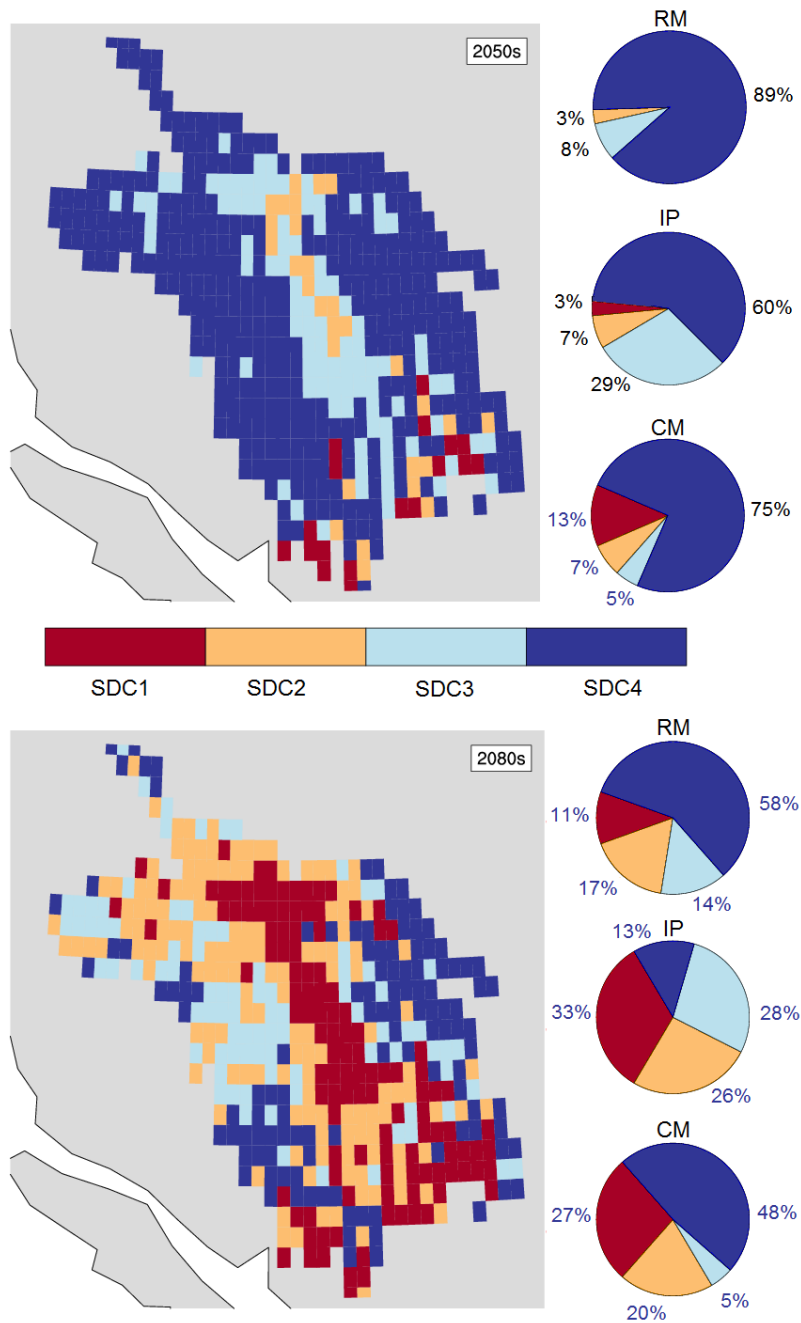 2050s
RM
89%
3%
8%
IP
3%
60%
7%
29%
CM
13%
75%
7%
5%
SDC1 SDC2 SDC3 SDC4
2080s
RM
58%
11%
17%
14%
IP
13%
33%
28%
26%
CM
27%
48%
5%
20%